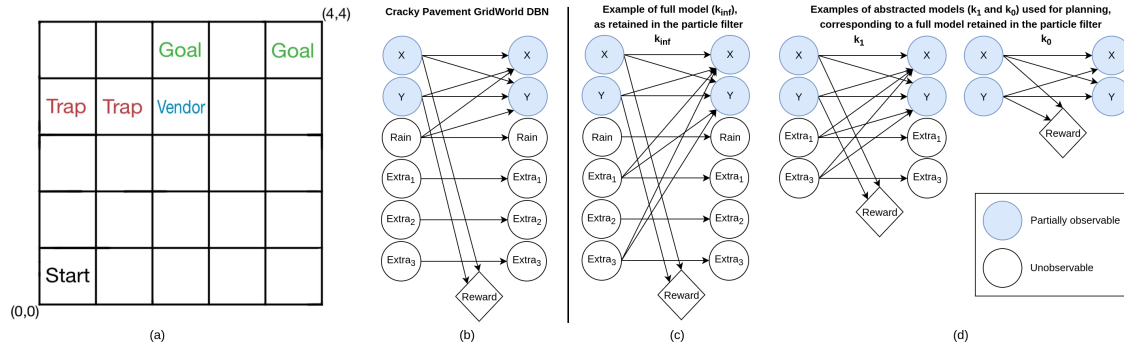 (4,4)
Goal
Goal
Trap
Trap
Vendor
Start
(0,0)
(a)
Cracky Pavement GridWorld DBN
X
X
Y
Y
Rain
Rain
Extra1
Extra1
Extra2
Extra2
Extra3
Extra3
Reward
(b)
Example of full model (kinf),
as retained in the particle filter
kinf
X
X
Y
Y
Rain
Rain
Extra1
Extra1
Extra2
Extra2
Extra3
Extra3
Reward
(c)
Examples of abstracted models (k1 and k0) used for planning,
corresponding to a full model retained in the particle filter
k1
X
X
Y
Y
Extra1
Extra1
Extra3
Extra3
Reward
k0
X
X
Y
Y
Reward
Partially observable
Unobservable
(d)